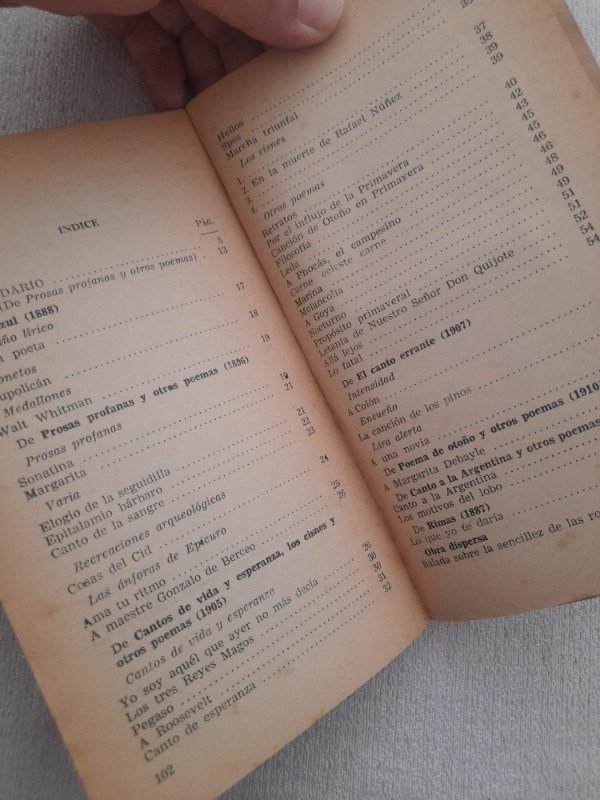 INDICE
Pág.
DARIO ........ 5
(De Prosas profanas y otros poemas) 13
zul (1888)
ño lírico
n poeta ........ 17
onetos
upolicán ........ 18
Medallones
Walt Whitman ........ 19
De Prosas profanas y otros poemas (1896)
Prosas profanas
Sonatina ........ 19
Margarita ........ 21
Varia
Elogio de la seguidilla ........ 21
Epitalamio bárbaro ........ 22
Canto de la sangre ........ 23
Recreaciones arqueológicas
Cosas del Cid ........ 24
Las ánforas de Epicuro
Ama tu ritmo ........ 25
A maestre Gonzalo de Berceo ........ 26
De Cantos de vida y esperanza, los cisnes y
otros poemas (1905)
Cantos de vida y esperanza
Yo soy aquél que ayer no más decía ........ 26
Los tres Reyes Magos ........ 30
Pegaso ........ 30
A Roosevelt ........ 31
Canto de esperanza ........ 32
102
Helios
Spes
Marcha triunfal
Los cisnes
1.
2. En la muerte de Rafael Núñez
3.
4.
Otros poemas
Retratos
Por el influjo de la Primavera
Canción de Otoño en Primavera
Filosofía
Leda
A Phocás, el campesino
Carne celeste carne
Marina
Melancolía
A Goya
Nocturno
Propósito primaveral
Letanía de Nuestro Señor Don Quijote
Allá lejos
Lo fatal
De El canto errante (1907)
Intensidad
A Colón
Ensueño
La canción de los pinos
Lira alerta
A una novia
De Poema de otoño y otros poemas (1910
A Margarita Debayle
De Canto a la Argentina y otros poemas
Canto a la Argentina
Los motivos del lobo
De Rimas (1887)
Lo que yo te daría
Obra dispersa
Balada sobre la sencillez de las ro
37
38
39
39
40
42
43
45
45
46
46
48
49
49
51
51
52
54
54